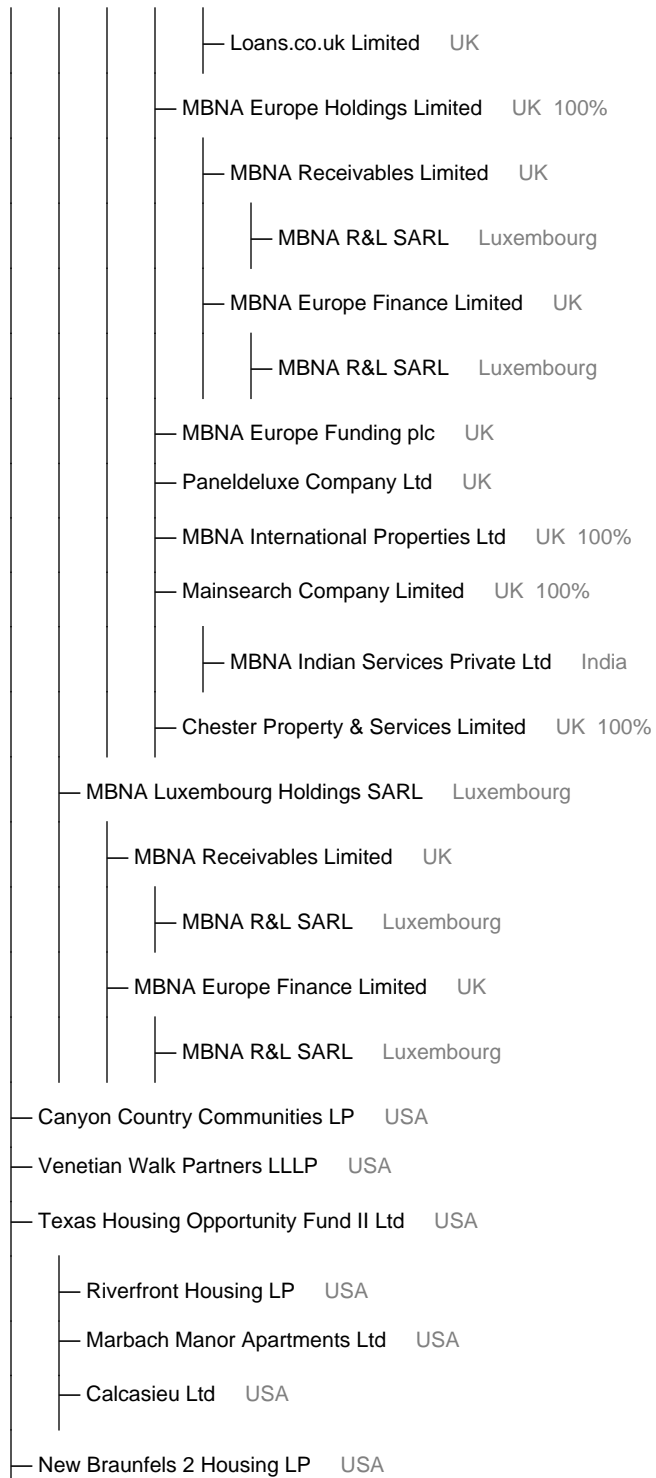 Loans.co.uk Limited UK
MBNA Europe Holdings Limited UK 100%
MBNA Receivables Limited UK
MBNA R&L SARL Luxembourg
MBNA Europe Finance Limited UK
MBNA R&L SARL Luxembourg
MBNA Europe Funding plc UK
Paneldeluxe Company Ltd UK
MBNA International Properties Ltd UK 100%
Mainsearch Company Limited UK 100%
MBNA Indian Services Private Ltd India
Chester Property & Services Limited UK 100%
MBNA Luxembourg Holdings SARL Luxembourg
MBNA Receivables Limited UK
MBNA R&L SARL Luxembourg
MBNA Europe Finance Limited UK
MBNA R&L SARL Luxembourg
Canyon Country Communities LP USA
Venetian Walk Partners LLLP USA
Texas Housing Opportunity Fund II Ltd USA
Riverfront Housing LP USA
Marbach Manor Apartments Ltd USA
Calcasieu Ltd USA
New Braunfels 2 Housing LP USA